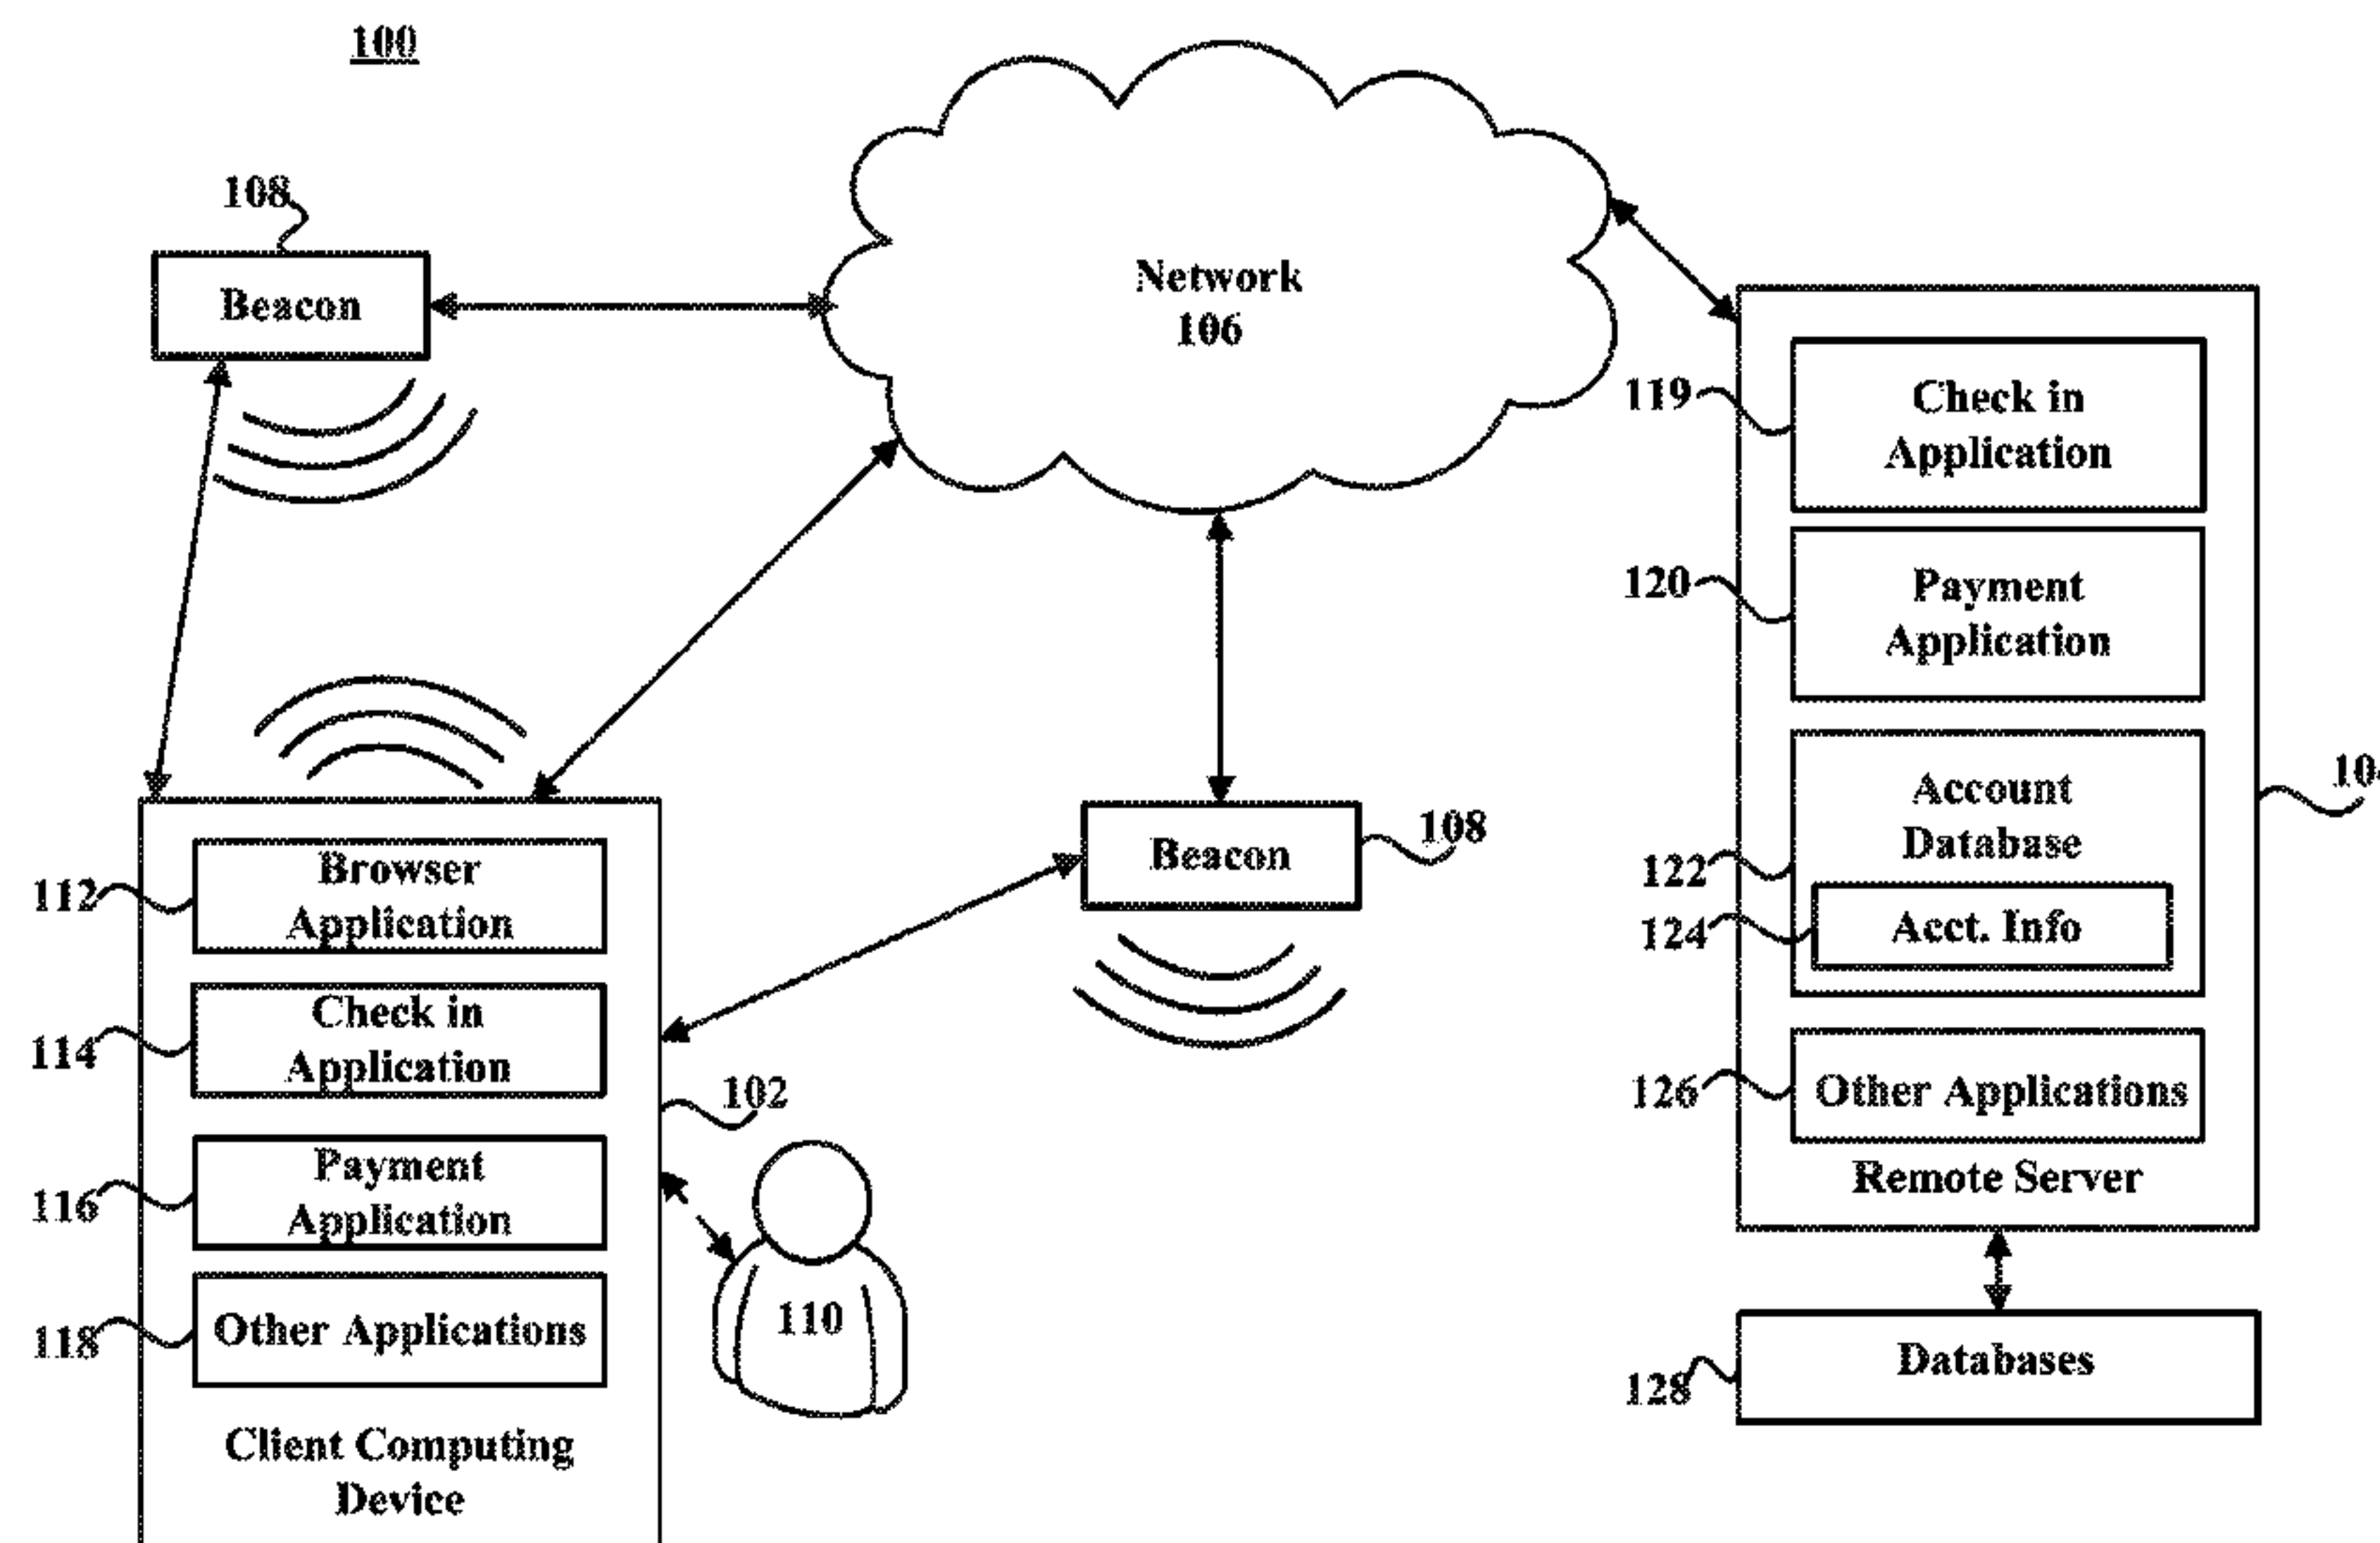 100
108
Beacon
Network
106
119
Check in
Application
120
Payment
Application
Account
Database
122
124
Acct. Info
126
Other Applications
Remote Server
128
Databases
Beacon
108
112
Browser
Application
114
Check in
Application
102
116
Payment
Application
110
118
Other Applications
Client Computing
Device